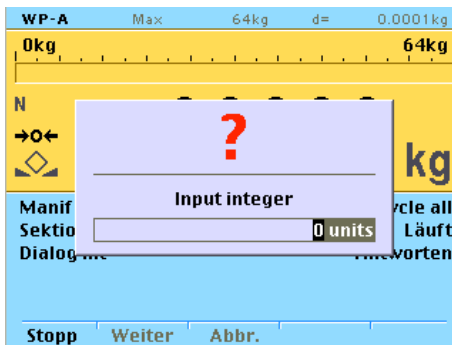 WP-A Max 64kg d= 0.0001kg
0kg 64kg
N
→0←
kg
?
Input integer
0 units
Manif ycle all
Sektio Läuft
Dialog
Stopp Weiter Abbr.